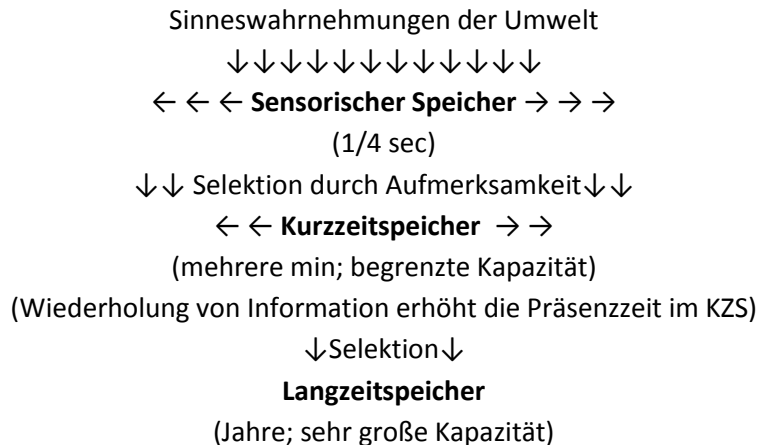 Sinneswahrnehmungen der Umwelt
↓↓↓↓↓↓↓↓↓↓↓↓
← ← ← Sensorischer Speicher → → →
(1/4 sec)
↓↓ Selektion durch Aufmerksamkeit↓↓
← ← Kurzzeitspeicher → →
(mehrere min; begrenzte Kapazität)
(Wiederholung von Information erhöht die Präsenzzeit im KZS)
↓Selektion↓
Langzeitspeicher
(Jahre; sehr große Kapazität)